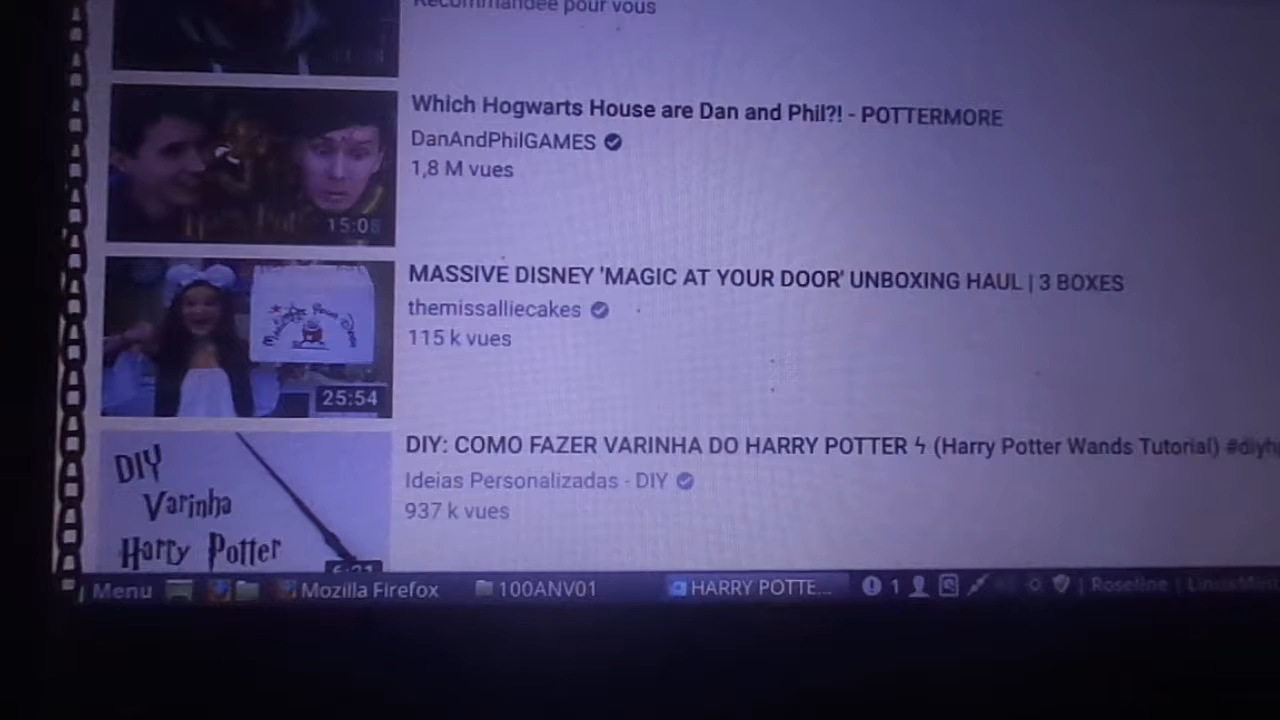 Recommandée pour vous
Which Hogwarts House are Dan and Phil?! - POTTERMORE
DanAndPhilGAMES
1,8 M vues
15:08
MASSIVE DISNEY 'MAGIC AT YOUR DOOR' UNBOXING HAUL | 3 BOXES
themissalliecakes
115 k vues
25:54
DIY: COMO FAZER VARINHA DO HARRY POTTER ϟ (Harry Potter Wands Tutorial)
Ideias Personalizadas - DIY
937 k vues
DIY
Varinha
Harry Potter
6:21
Menu
Mozilla Firefox
100ANV01
HARRY POTTE...
1
Roseline